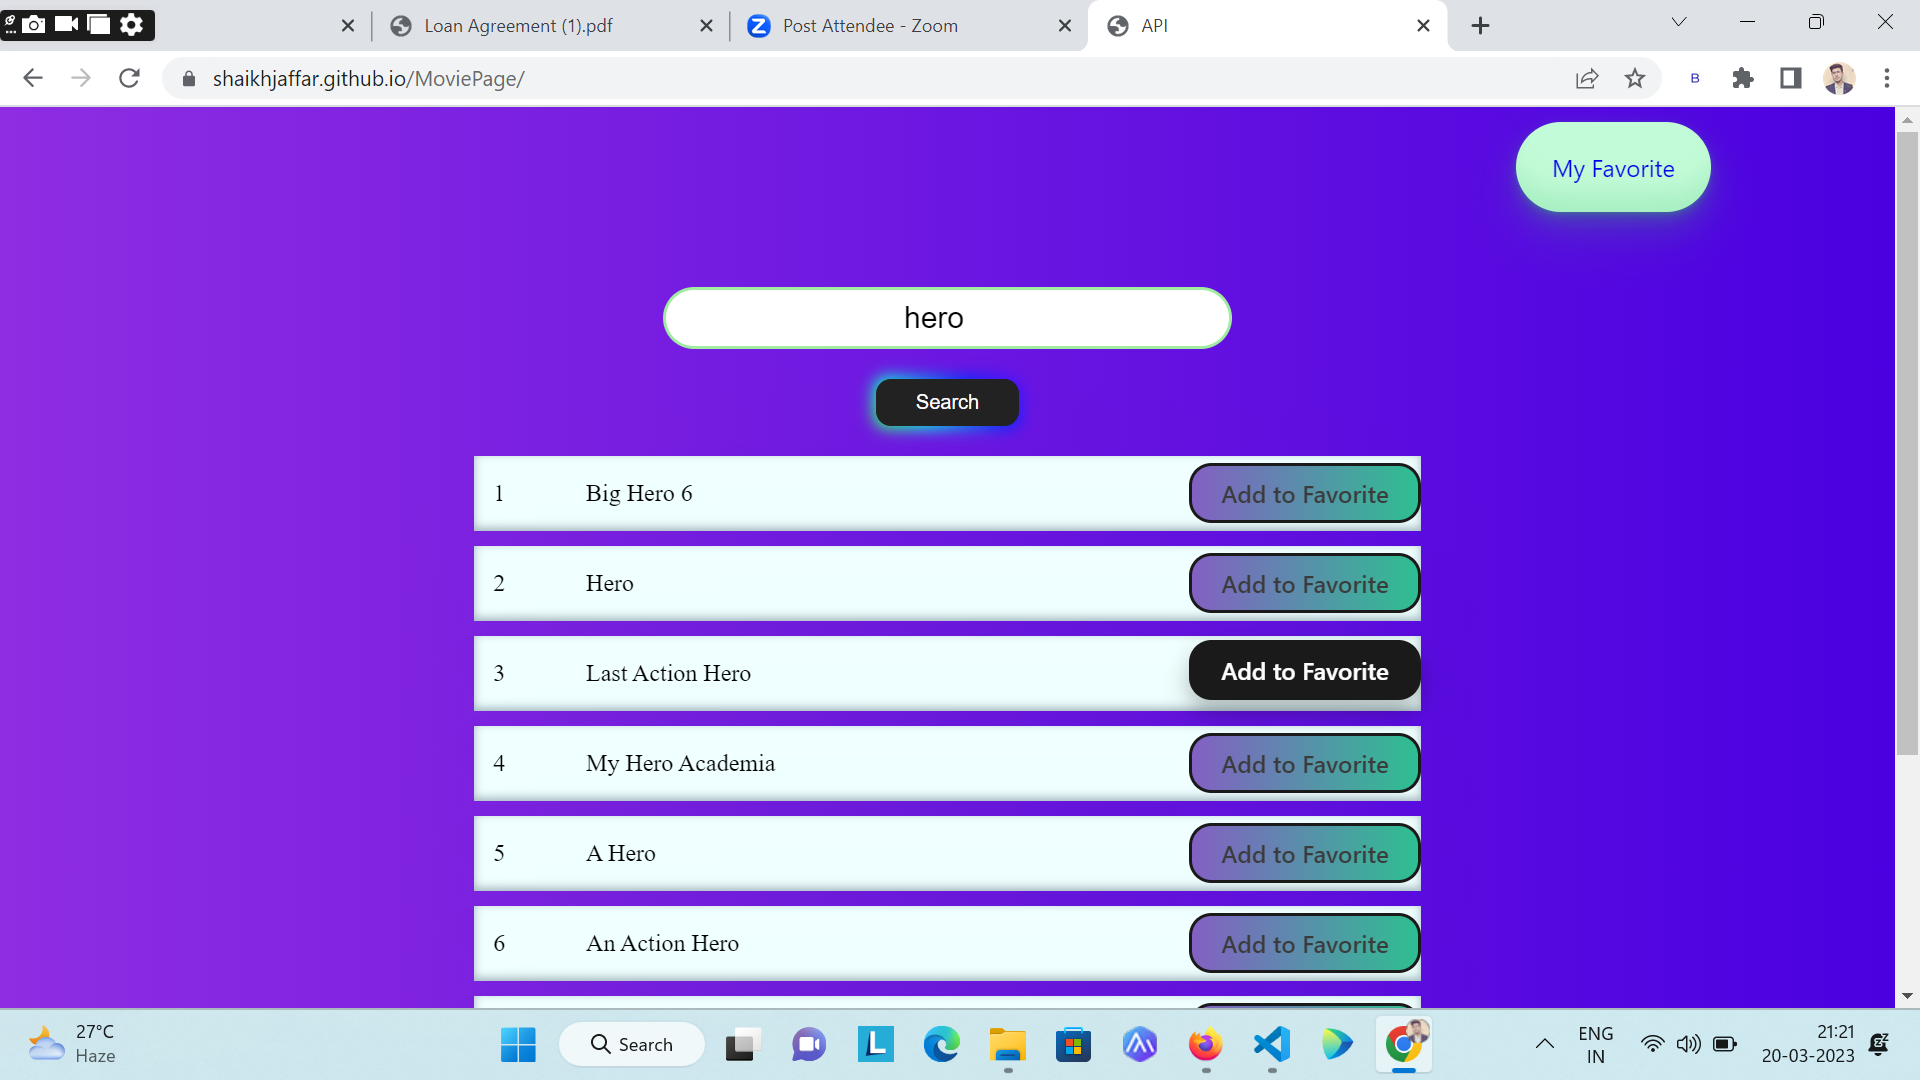 Loan Agreement (1).pdf
Post Attendee - Zoom
API
shaikhjaffar.github.io/MoviePage/
B
My Favorite
hero
Search
1 Big Hero 6 Add to Favorite
2 Hero Add to Favorite
3 Last Action Hero Add to Favorite
4 My Hero Academia Add to Favorite
5 A Hero Add to Favorite
6 An Action Hero Add to Favorite
27°C
Haze
Search
L
ENG
IN
21:21
20-03-2023